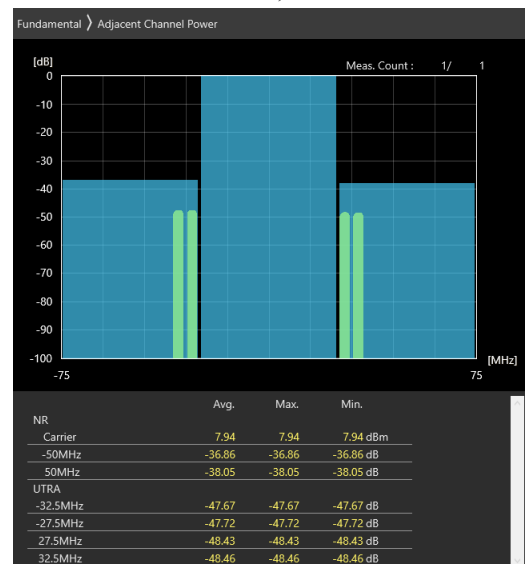 Fundamental ⟩ Adjacent Channel Power
[dB] Meas. Count : 1/ 1
0
-10
-20
-30
-40
-50
-60
-70
-80
-90
-100 [MHz]
-75 75
Avg. Max. Min.
NR
Carrier 7.94 7.94 7.94 dBm
-50MHz -36.86 -36.86 -36.86 dB
50MHz -38.05 -38.05 -38.05 dB
UTRA
-32.5MHz -47.67 -47.67 -47.67 dB
-27.5MHz -47.72 -47.72 -47.72 dB
27.5MHz -48.43 -48.43 -48.43 dB
32.5MHz -48.46 -48.46 -48.46 dB